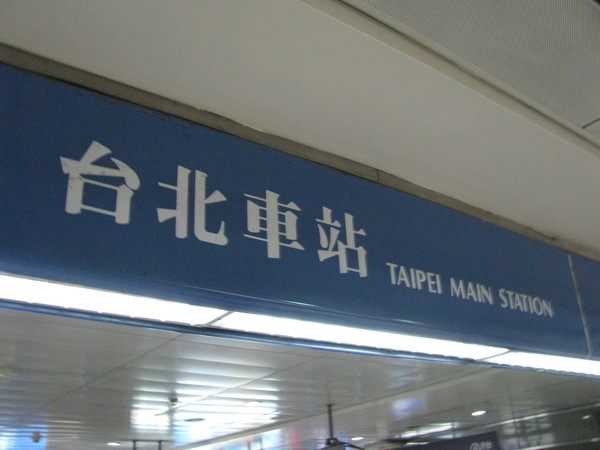 台北車站 TAIPEI MAIN STATION